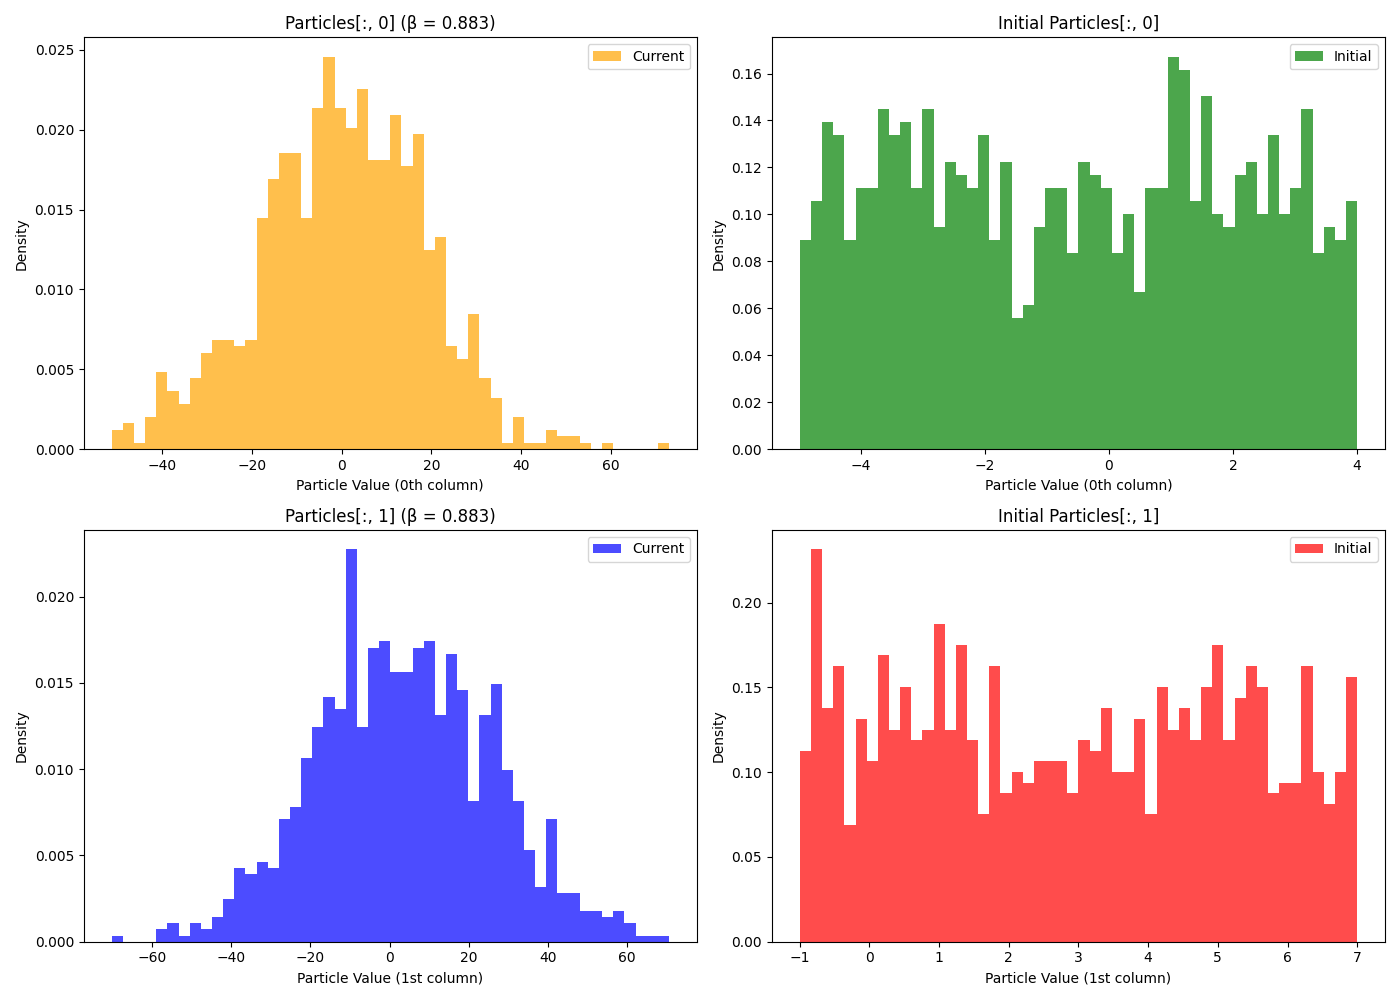 Particles[:, 0] (β = 0.883)
Current
Density
0.025
0.020
0.015
0.010
0.005
0.000
−40 −20 0 20 40 60
Particle Value (0th column)
Initial Particles[:, 0]
Initial
Density
0.16
0.14
0.12
0.10
0.08
0.06
0.04
0.02
0.00
−4 −2 0 2 4
Particle Value (0th column)
Particles[:, 1] (β = 0.883)
Current
Density
0.020
0.015
0.010
0.005
0.000
−60 −40 −20 0 20 40 60
Particle Value (1st column)
Initial Particles[:, 1]
Initial
Density
0.20
0.15
0.10
0.05
0.00
−1 0 1 2 3 4 5 6 7
Particle Value (1st column)